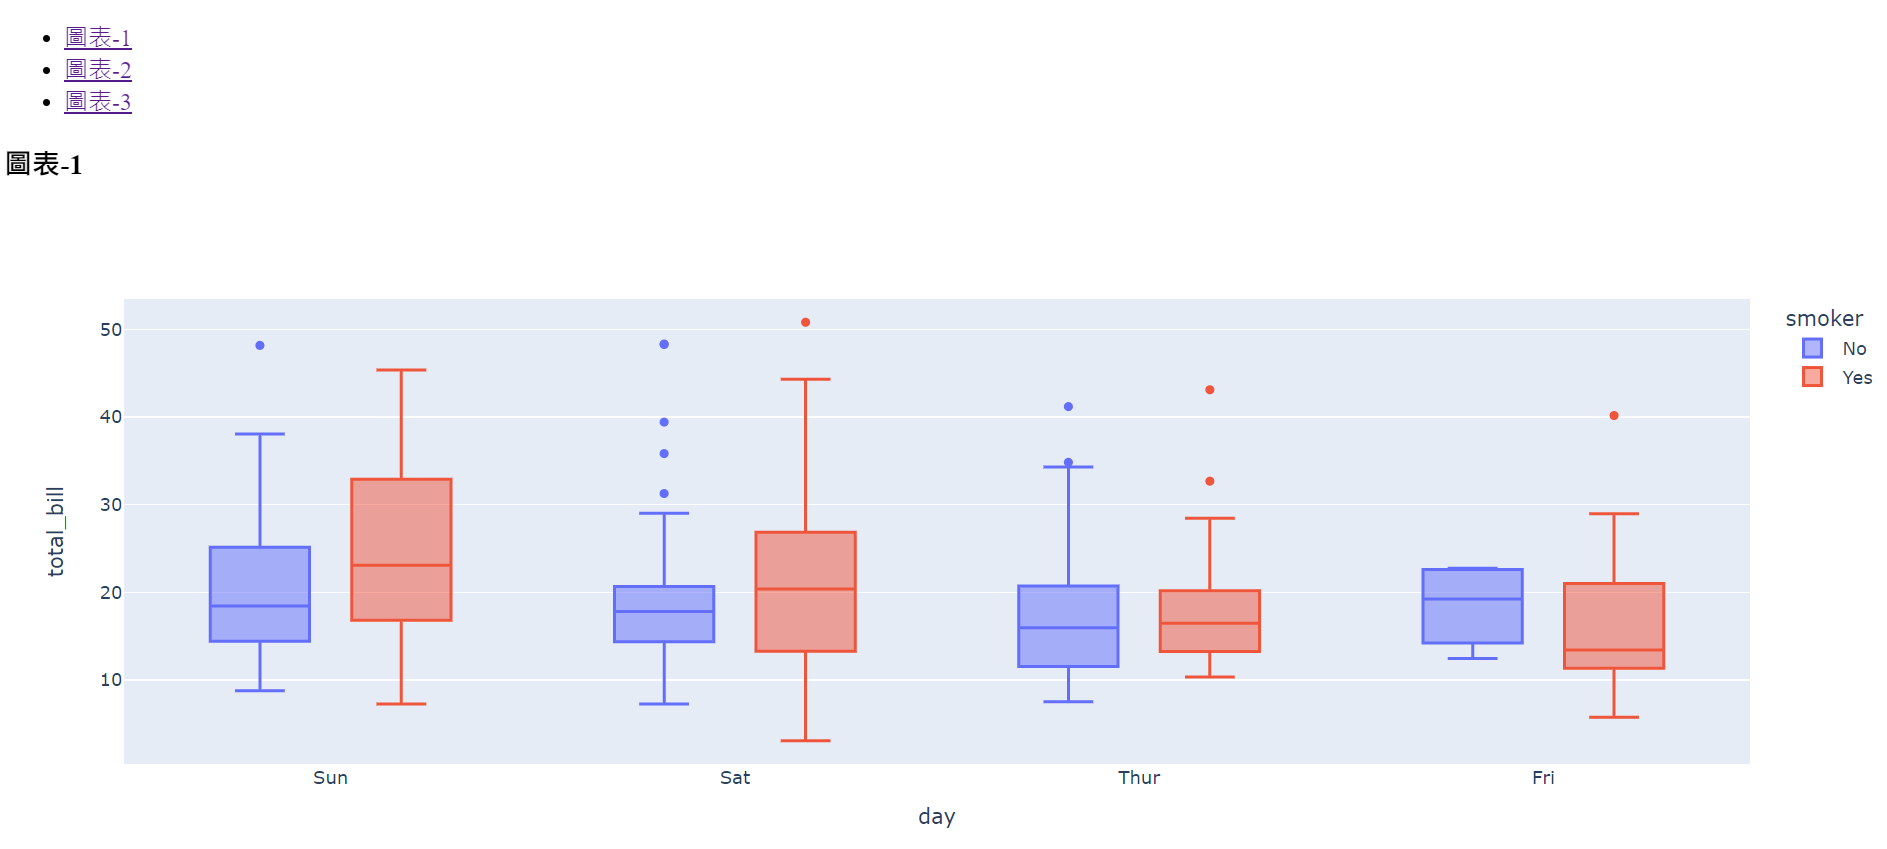 圖表-1
圖表-2
圖表-3
圖表-1
50
40
30
20
10
total_bill
Sun
Sat
Thur
Fri
day
smoker
No
Yes